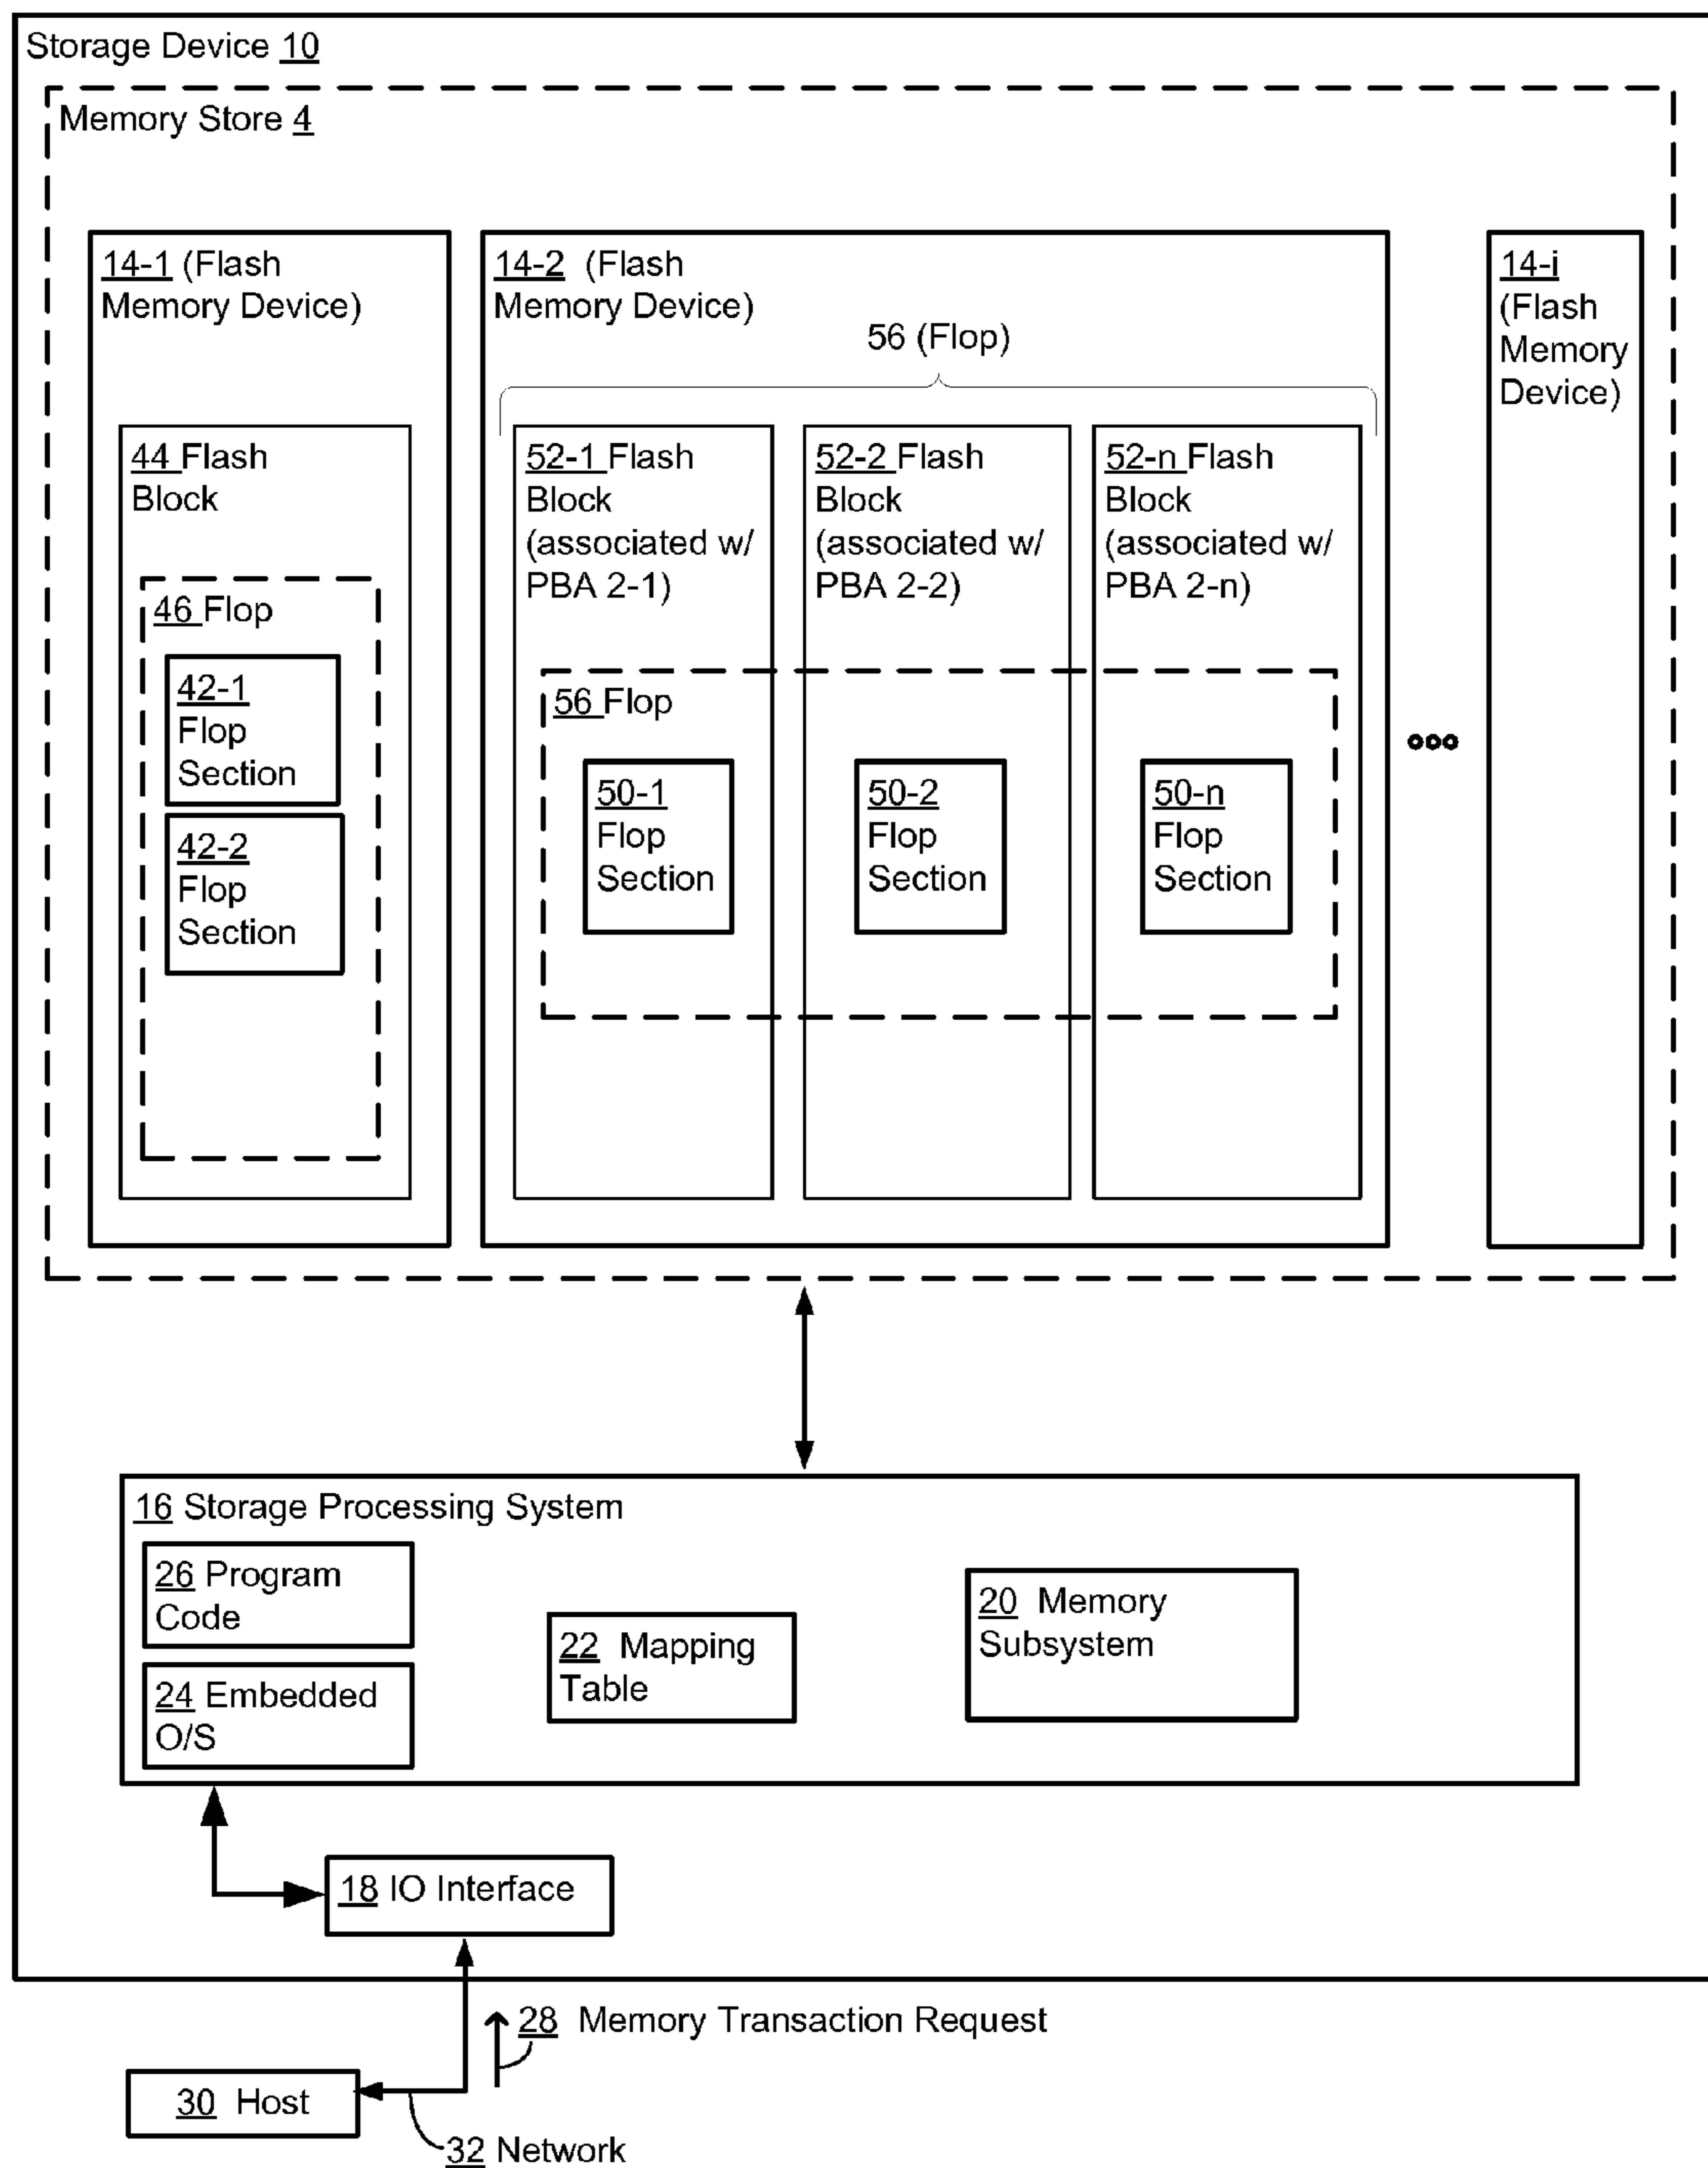 Storage Device 10
Memory Store 4
14-1 (Flash
Memory Device)
14-2 (Flash
Memory Device)
14-i
(Flash
Memory
Device)
56 (Flop)
44 Flash
Block
52-1 Flash
Block
(associated w/
PBA 2-1)
52-2 Flash
Block
(associated w/
PBA 2-2)
52-n Flash
Block
(associated w/
PBA 2-n)
46 Flop
42-1
Flop
Section
42-2
Flop
Section
56 Flop
50-1
Flop
Section
50-2
Flop
Section
50-n
Flop
Section
16 Storage Processing System
26 Program
Code
24 Embedded
O/S
22 Mapping
Table
20 Memory
Subsystem
18 IO Interface
28 Memory Transaction Request
30 Host
32 Network